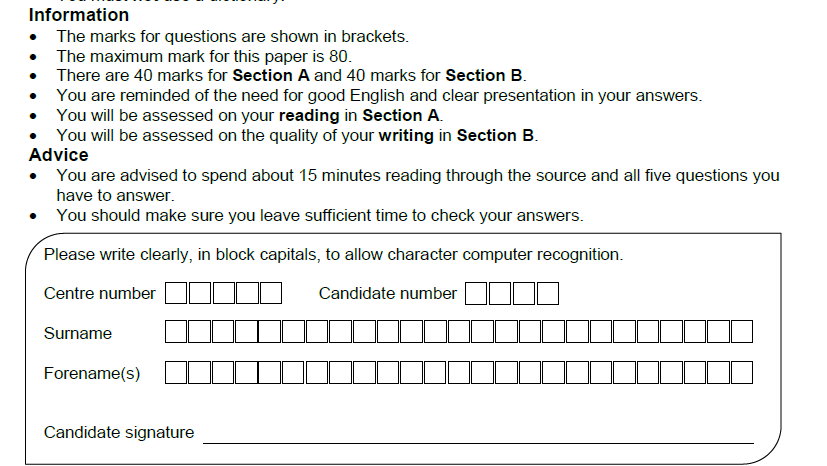 Information
• The marks for questions are shown in brackets.
• The maximum mark for this paper is 80.
• There are 40 marks for Section A and 40 marks for Section B.
• You are reminded of the need for good English and clear presentation in your answers.
• You will be assessed on your reading in Section A.
• You will be assessed on the quality of your writing in Section B.
Advice
• You are advised to spend about 15 minutes reading through the source and all five questions you
have to answer.
• You should make sure you leave sufficient time to check your answers.
Please write clearly, in block capitals, to allow character computer recognition.
Centre number Candidate number
Surname
Forename(s)
Candidate signature